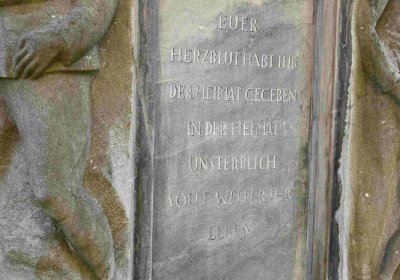 EUER
HERZBLUT HABT IHR
DER HEIMAT GEGEBEN
IN DER HEIMAT
UNSTERBLICH
SOLLT WEITER IHR
LEBEN